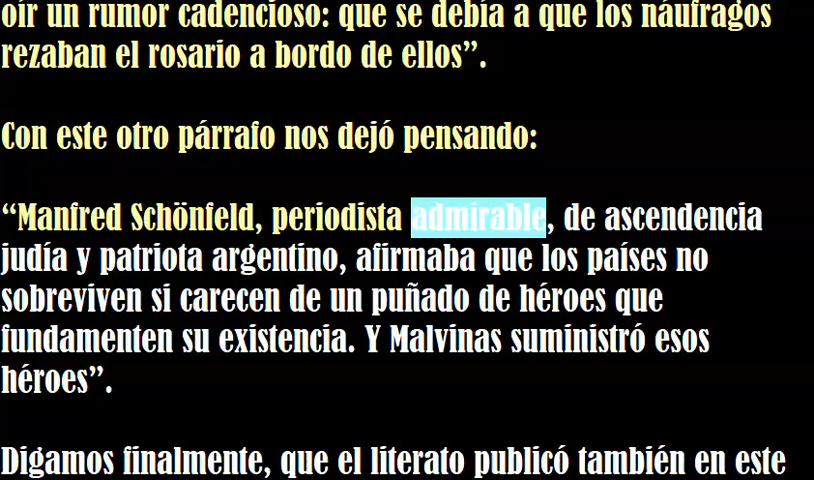 oír un rumor cadencioso: que se debía a que los náufragos
rezaban el rosario a bordo de ellos”.
Con este otro párrafo nos dejó pensando:
“Manfred Schönfeld, periodista admirable, de ascendencia
judía y patriota argentino, afirmaba que los países no
sobreviven si carecen de un puñado de héroes que
fundamenten su existencia. Y Malvinas suministró esos
héroes”.
Digamos finalmente, que el literato publicó también en este